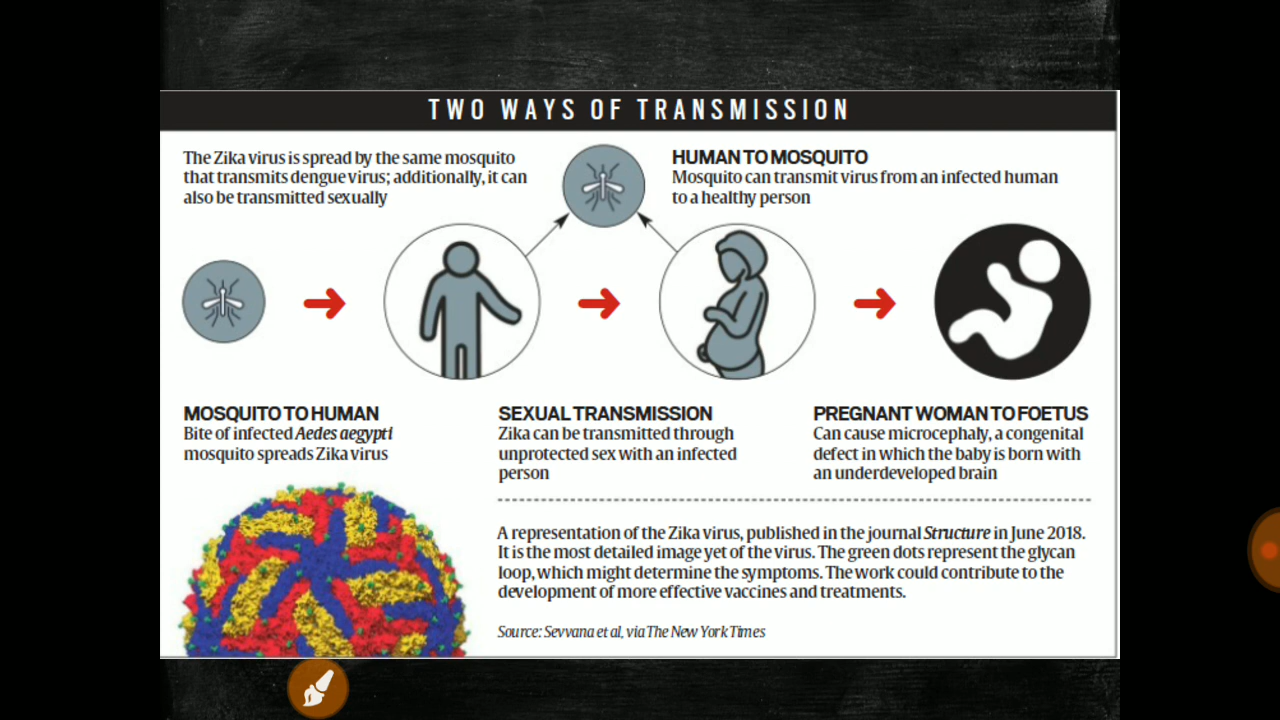 TWO WAYS OF TRANSMISSION
The Zika virus is spread by the same mosquito
that transmits dengue virus; additionally, it can
also be transmitted sexually
HUMAN TO MOSQUITO
Mosquito can transmit virus from an infected human
to a healthy person
MOSQUITO TO HUMAN
Bite of infected Aedes aegypti
mosquito spreads Zika virus
SEXUAL TRANSMISSION
Zika can be transmitted through
unprotected sex with an infected
person
PREGNANT WOMAN TO FOETUS
Can cause microcephaly, a congenital
defect in which the baby is born with
an underdeveloped brain
A representation of the Zika virus, published in the journal Structure in June 2018.
It is the most detailed image yet of the virus. The green dots represent the glycan
loop, which might determine the symptoms. The work could contribute to the
development of more effective vaccines and treatments.
Source: Sevvana et al, via The New York Times